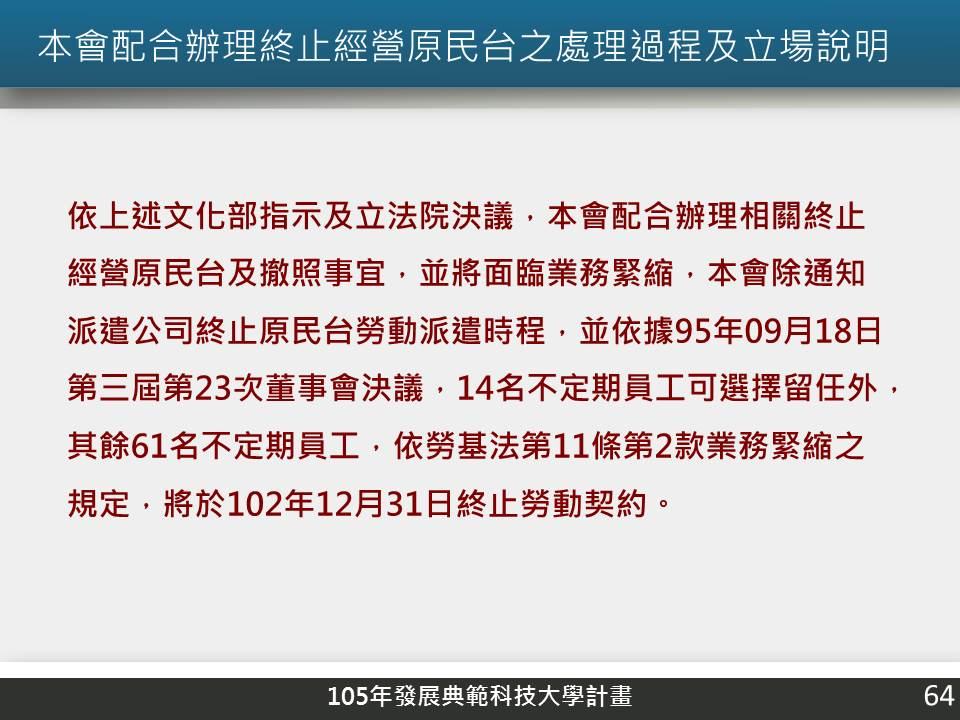 本會配合辦理終止經營原民台之處理過程及立場說明
依上述文化部指示及立法院決議，本會配合辦理相關終止
經營原民台及撤照事宜，並將面臨業務緊縮，本會除通知
派遣公司終止原民台勞動派遣時程，並依據95年09月18日
第三屆第23次董事會決議，14名不定期員工可選擇留任外，
其餘61名不定期員工，依勞基法第11條第2款業務緊縮之
規定，將於102年12月31日終止勞動契約。
105年發展典範科技大學計畫
64